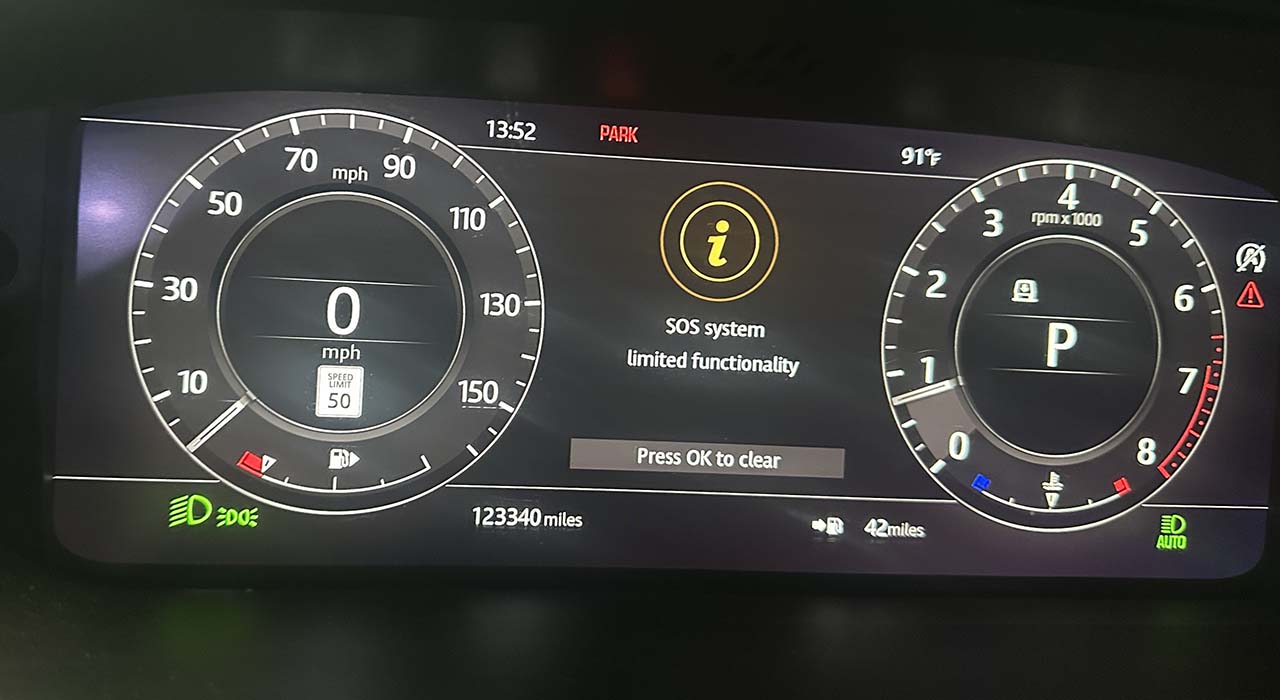 13:52
PARK
91°F
70
mph
90
50
110
30
130
10
150
0
mph
SPEED
LIMIT
50
SOS system
limited functionality
Press OK to clear
4
rpm x 1000
3
5
2
6
1
7
0
8
P
A
123340 miles
42miles
AUTO